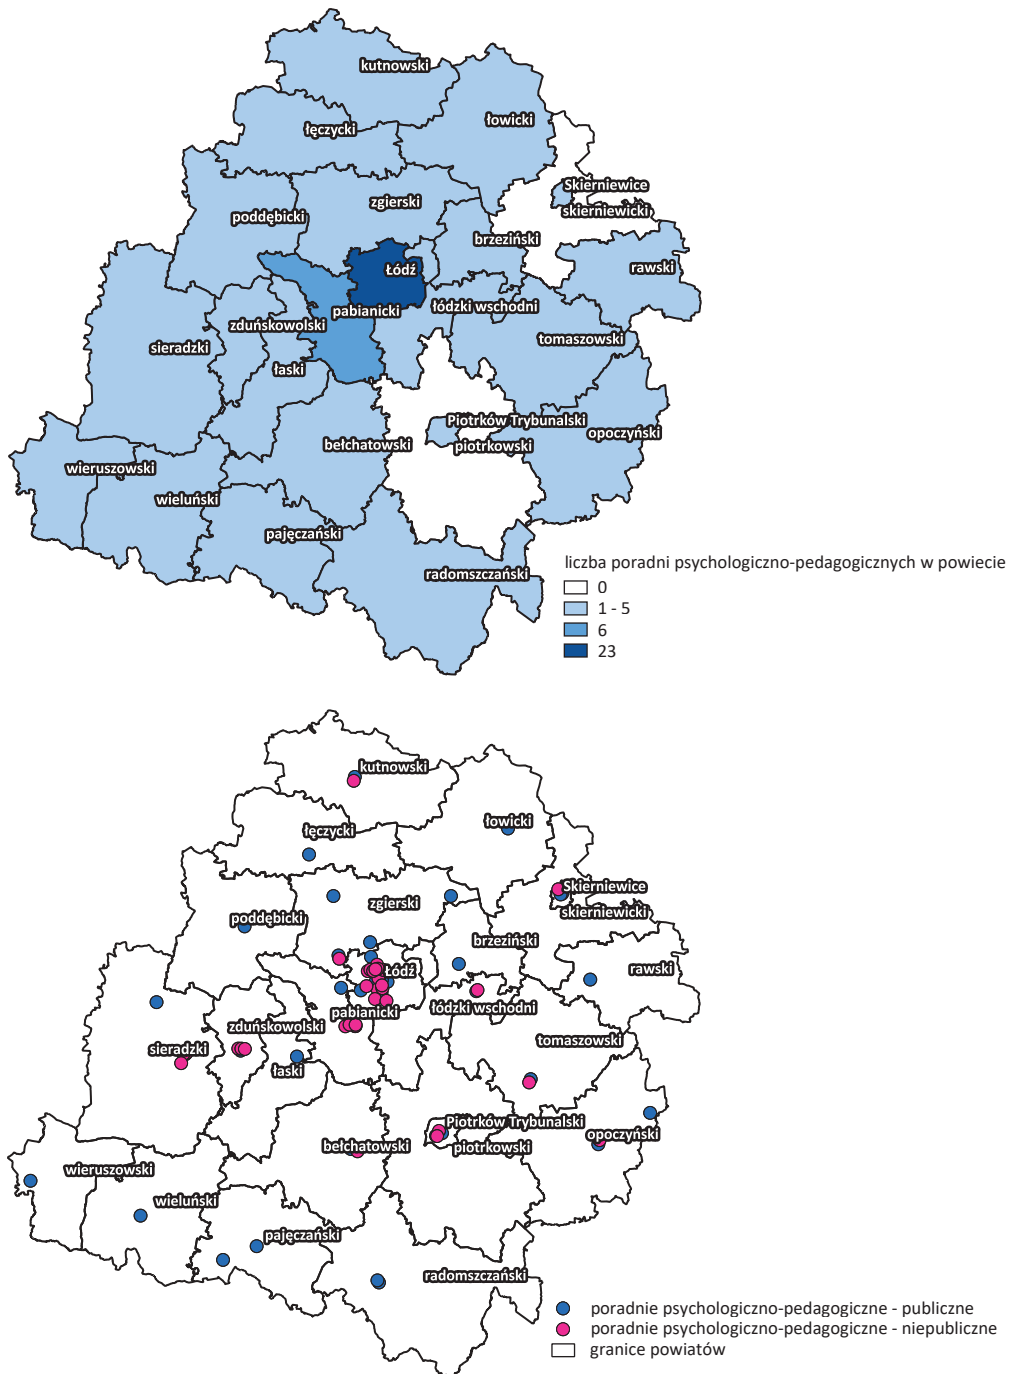 kutnowski
łowicki
łęczycki
Skierniewice
zgierski
skierniewicki
poddębicki
brzeziński
Łódź
rawski
pabianicki
łódzki wschodni
zduńskowolski
tomaszowski
sieradzki
łaski
Piotrków Trybunalski
opoczyński
bełchatowski
piotrkowski
wieruszowski
wieluński
pajęczański
radomszczański
liczba poradni psychologiczno-pedagogicznych w powiecie
0
1 - 5
6
23
kutnowski
łowicki
łęczycki
Skierniewice
zgierski
skierniewicki
poddębicki
brzeziński
Łódź
rawski
pabianicki
łódzki wschodni
zduńskowolski
tomaszowski
sieradzki
łaski
Piotrków Trybunalski
opoczyński
bełchatowski
piotrkowski
wieruszowski
wieluński
pajęczański
radomszczański
poradnie psychologiczno-pedagogiczne - publiczne
poradnie psychologiczno-pedagogiczne - niepubliczne
granice powiatów